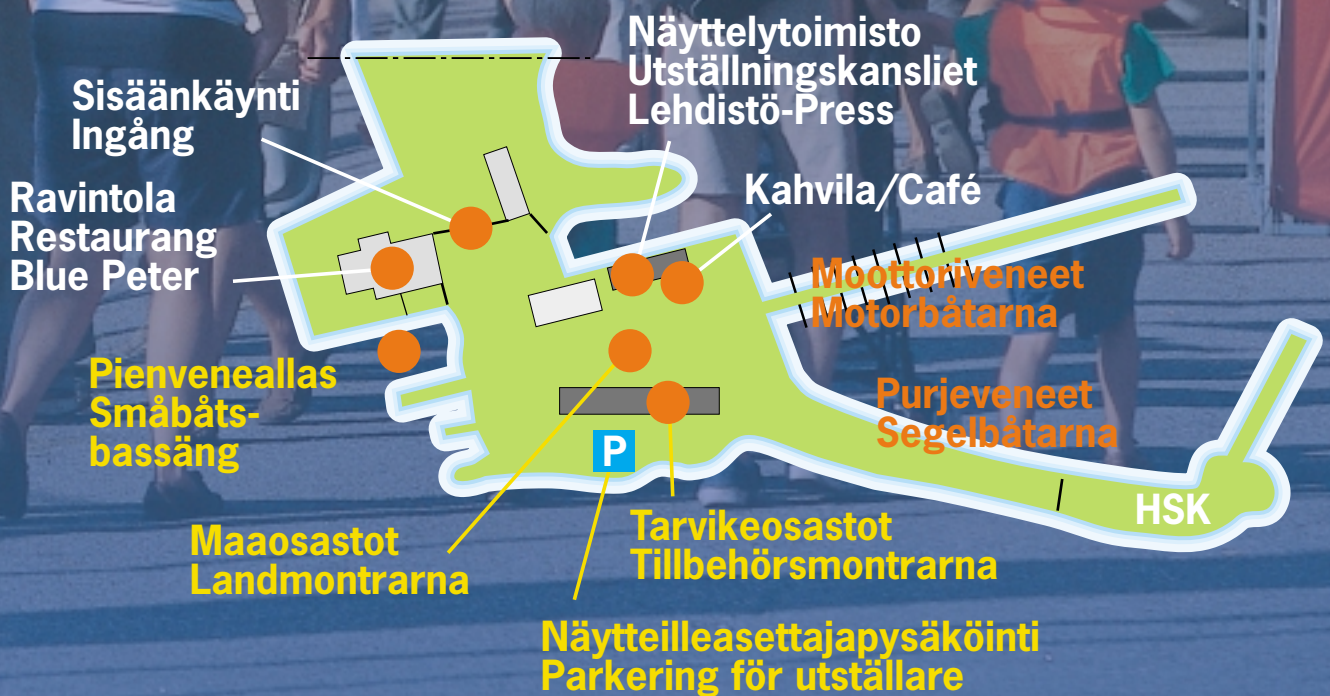 Näyttelytoimisto
Utställningskansliet
Lehdistö-Press
Sisäänkäynti
Ingång
Ravintola
Restaurang
Blue Peter
Kahvila/Café
Moottoriveneet
Motorbåtarna
Pienveneallas
Småbåts-
bassäng
Purjeveneet
Segelbåtarna
P
HSK
Maaosastot
Landmontrarna
Tarvikeosastot
Tillbehörsmontrarna
Näytteilleasettajapysäköinti
Parkering för utställare